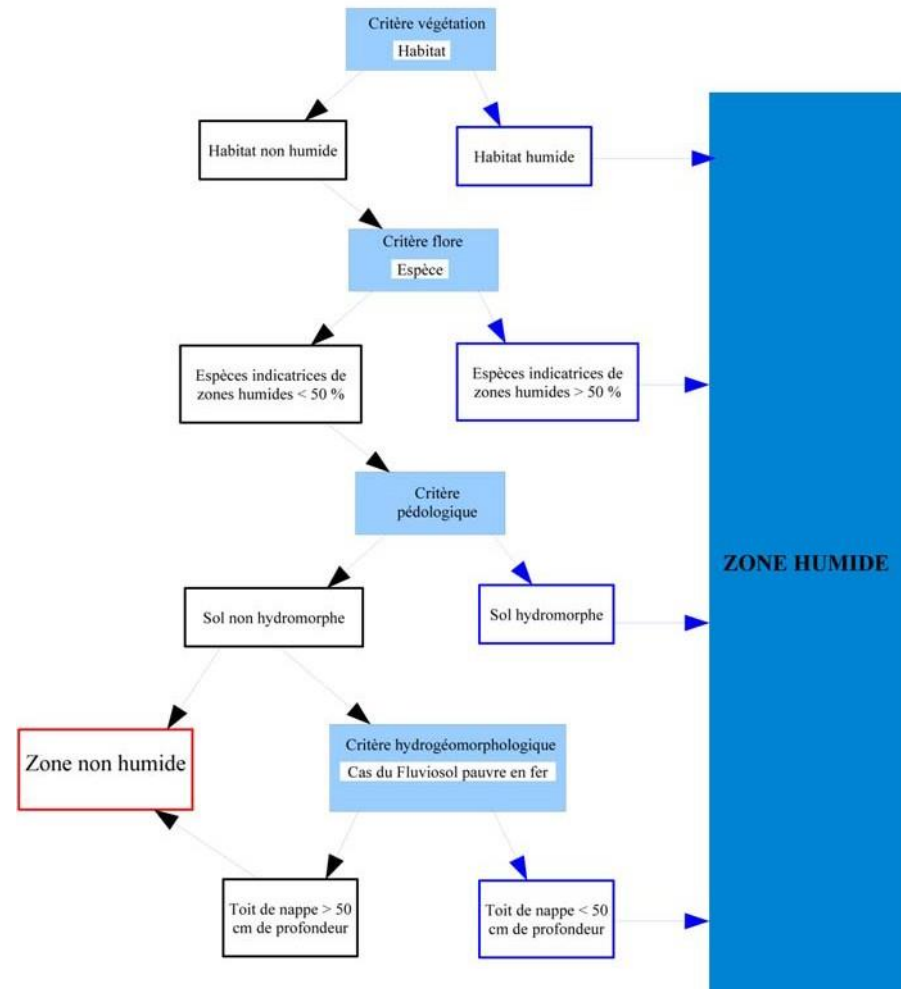 Critère végétation
Habitat
Habitat non humide
Habitat humide
Critère flore
Espèce
Espèces indicatrices de
zones humides < 50 %
Espèces indicatrices de
zones humides > 50 %
Critère
pédologique
ZONE HUMIDE
Sol non hydromorphe
Sol hydromorphe
Zone non humide
Critère hydrogéomorphologique
Cas du Fluviosol pauvre en fer
Toit de nappe > 50
cm de profondeur
Toit de nappe < 50
cm de profondeur